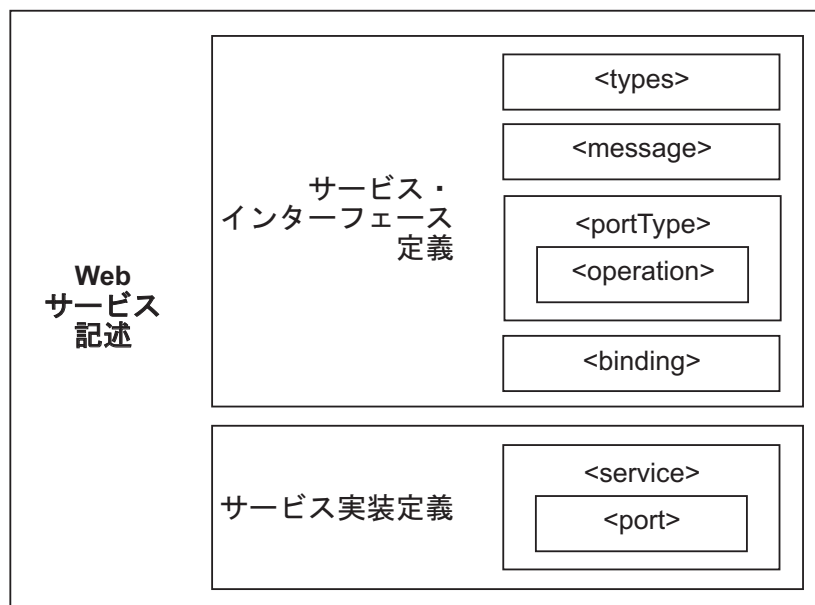 Web
サービス
記述
サービス・
インターフェース
定義
<types>
<message>
<portType>
<operation>
<binding>
サービス実装定義
<service>
<port>